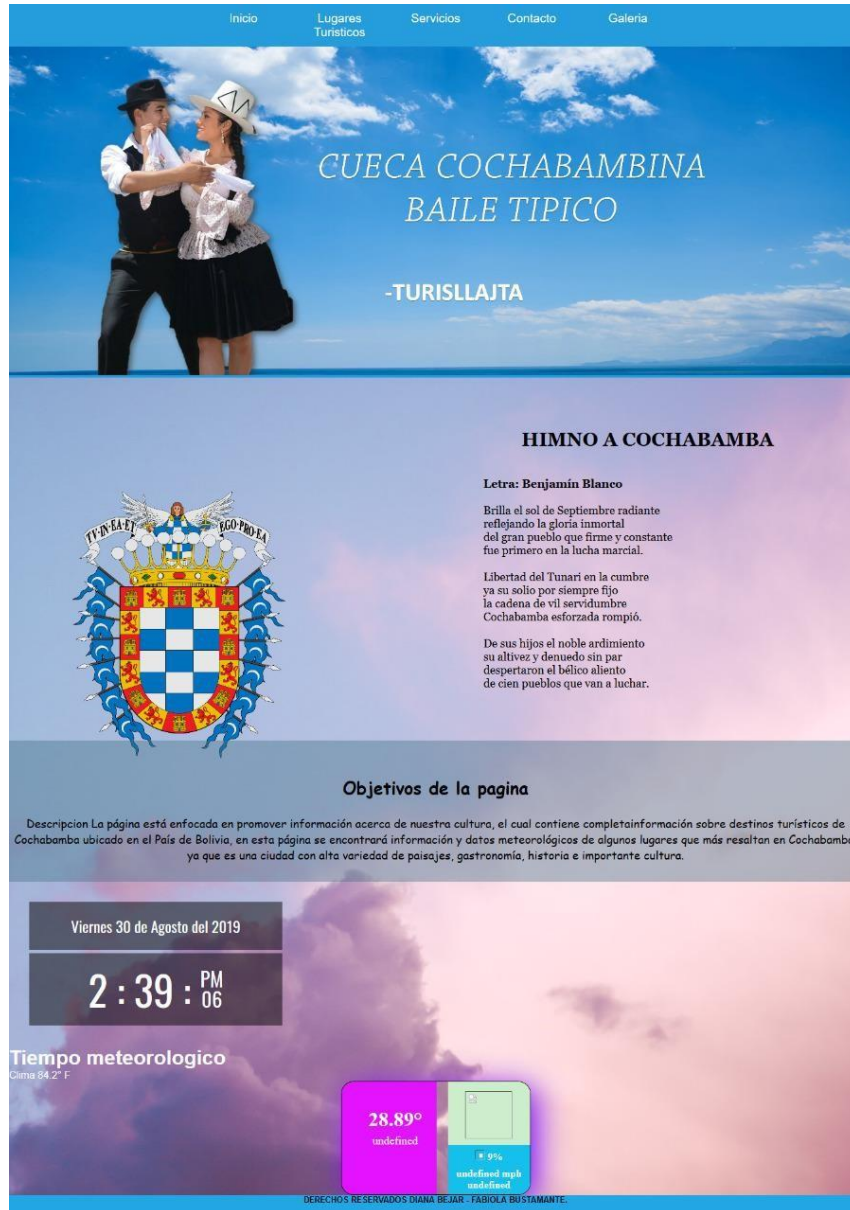 Inicio
Lugares
Turisticos
Servicios
Contacto
Galeria
CUECA COCHABAMBINA
BAILE TIPICO
-TURISLLAJTA
HIMNO A COCHABAMBA
Letra: Benjamín Blanco
Brilla el sol de Septiembre radiante
reflejando la gloria inmortal
del gran pueblo que firme y constante
fue primero en la lucha marcial.
Libertad del Tunari en la cumbre
ya su solio por siempre fijo
la cadena de vil servidumbre
Cochabamba esforzada rompió.
De sus hijos el noble ardimiento
su altivez y denuedo sin par
despertaron el bélico aliento
de cien pueblos que van a luchar.
TV·IN·EA·ET
EGO·PRO·EA
Objetivos de la pagina
Descripcion La página está enfocada en promover información acerca de nuestra cultura, el cual contiene completainformación sobre destinos turísticos de
Cochabamba ubicado en el País de Bolivia, en esta página se encontrará información y datos meteorológicos de algunos lugares que más resaltan en Cochabamba
ya que es una ciudad con alta variedad de paisajes, gastronomía, historia e importante cultura.
Viernes 30 de Agosto del 2019
2 : 39 : PM
06
Tiempo meteorologico
Clima 84.2° F
28.89°
undefined
9%
undefined mph
undefined
DERECHOS RESERVADOS DIANA BEJAR - FABIOLA BUSTAMANTE.